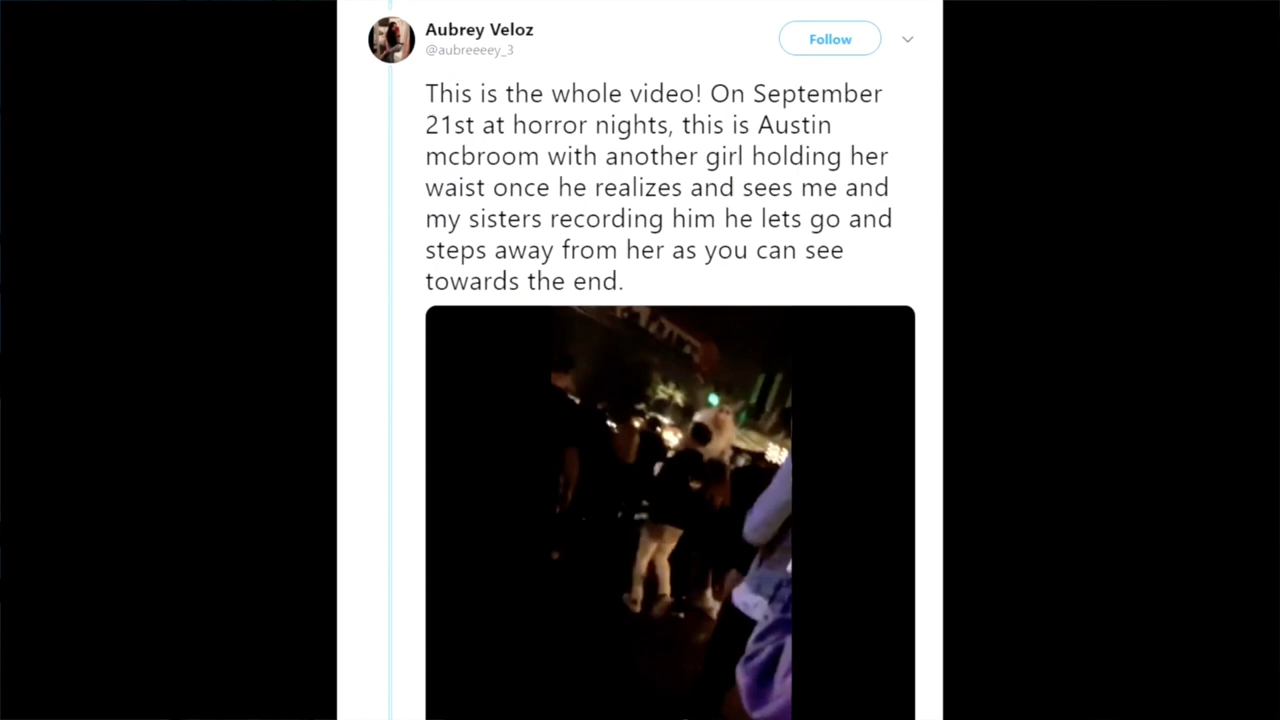 Aubrey Veloz
@aubreeeey_3
Follow
This is the whole video! On September
21st at horror nights, this is Austin
mcbroom with another girl holding her
waist once he realizes and sees me and
my sisters recording him he lets go and
steps away from her as you can see
towards the end.